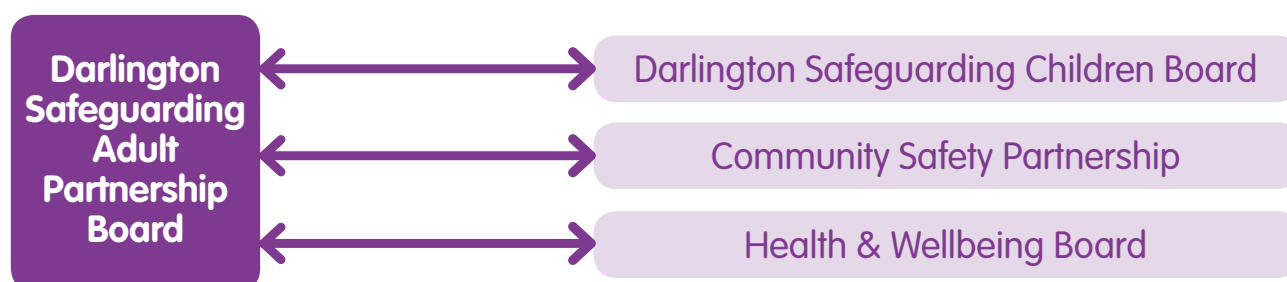 Darlington
Safeguarding
Adult
Partnership
Board
Darlington Safeguarding Children Board
Community Safety Partnership
Health & Wellbeing Board